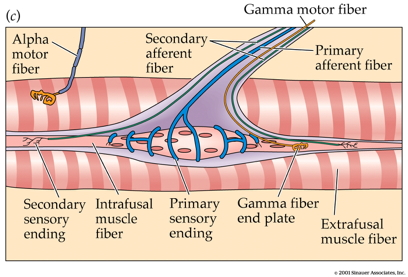 (c)
Gamma motor fiber
Alpha
motor
fiber
Secondary
afferent
fiber
Primary
afferent fiber
Secondary
sensory
ending
Intrafusal
muscle
fiber
Primary
sensory
ending
Gamma fiber
end plate
Extrafusal
muscle fiber
© 2001 Sinauer Associates, Inc.